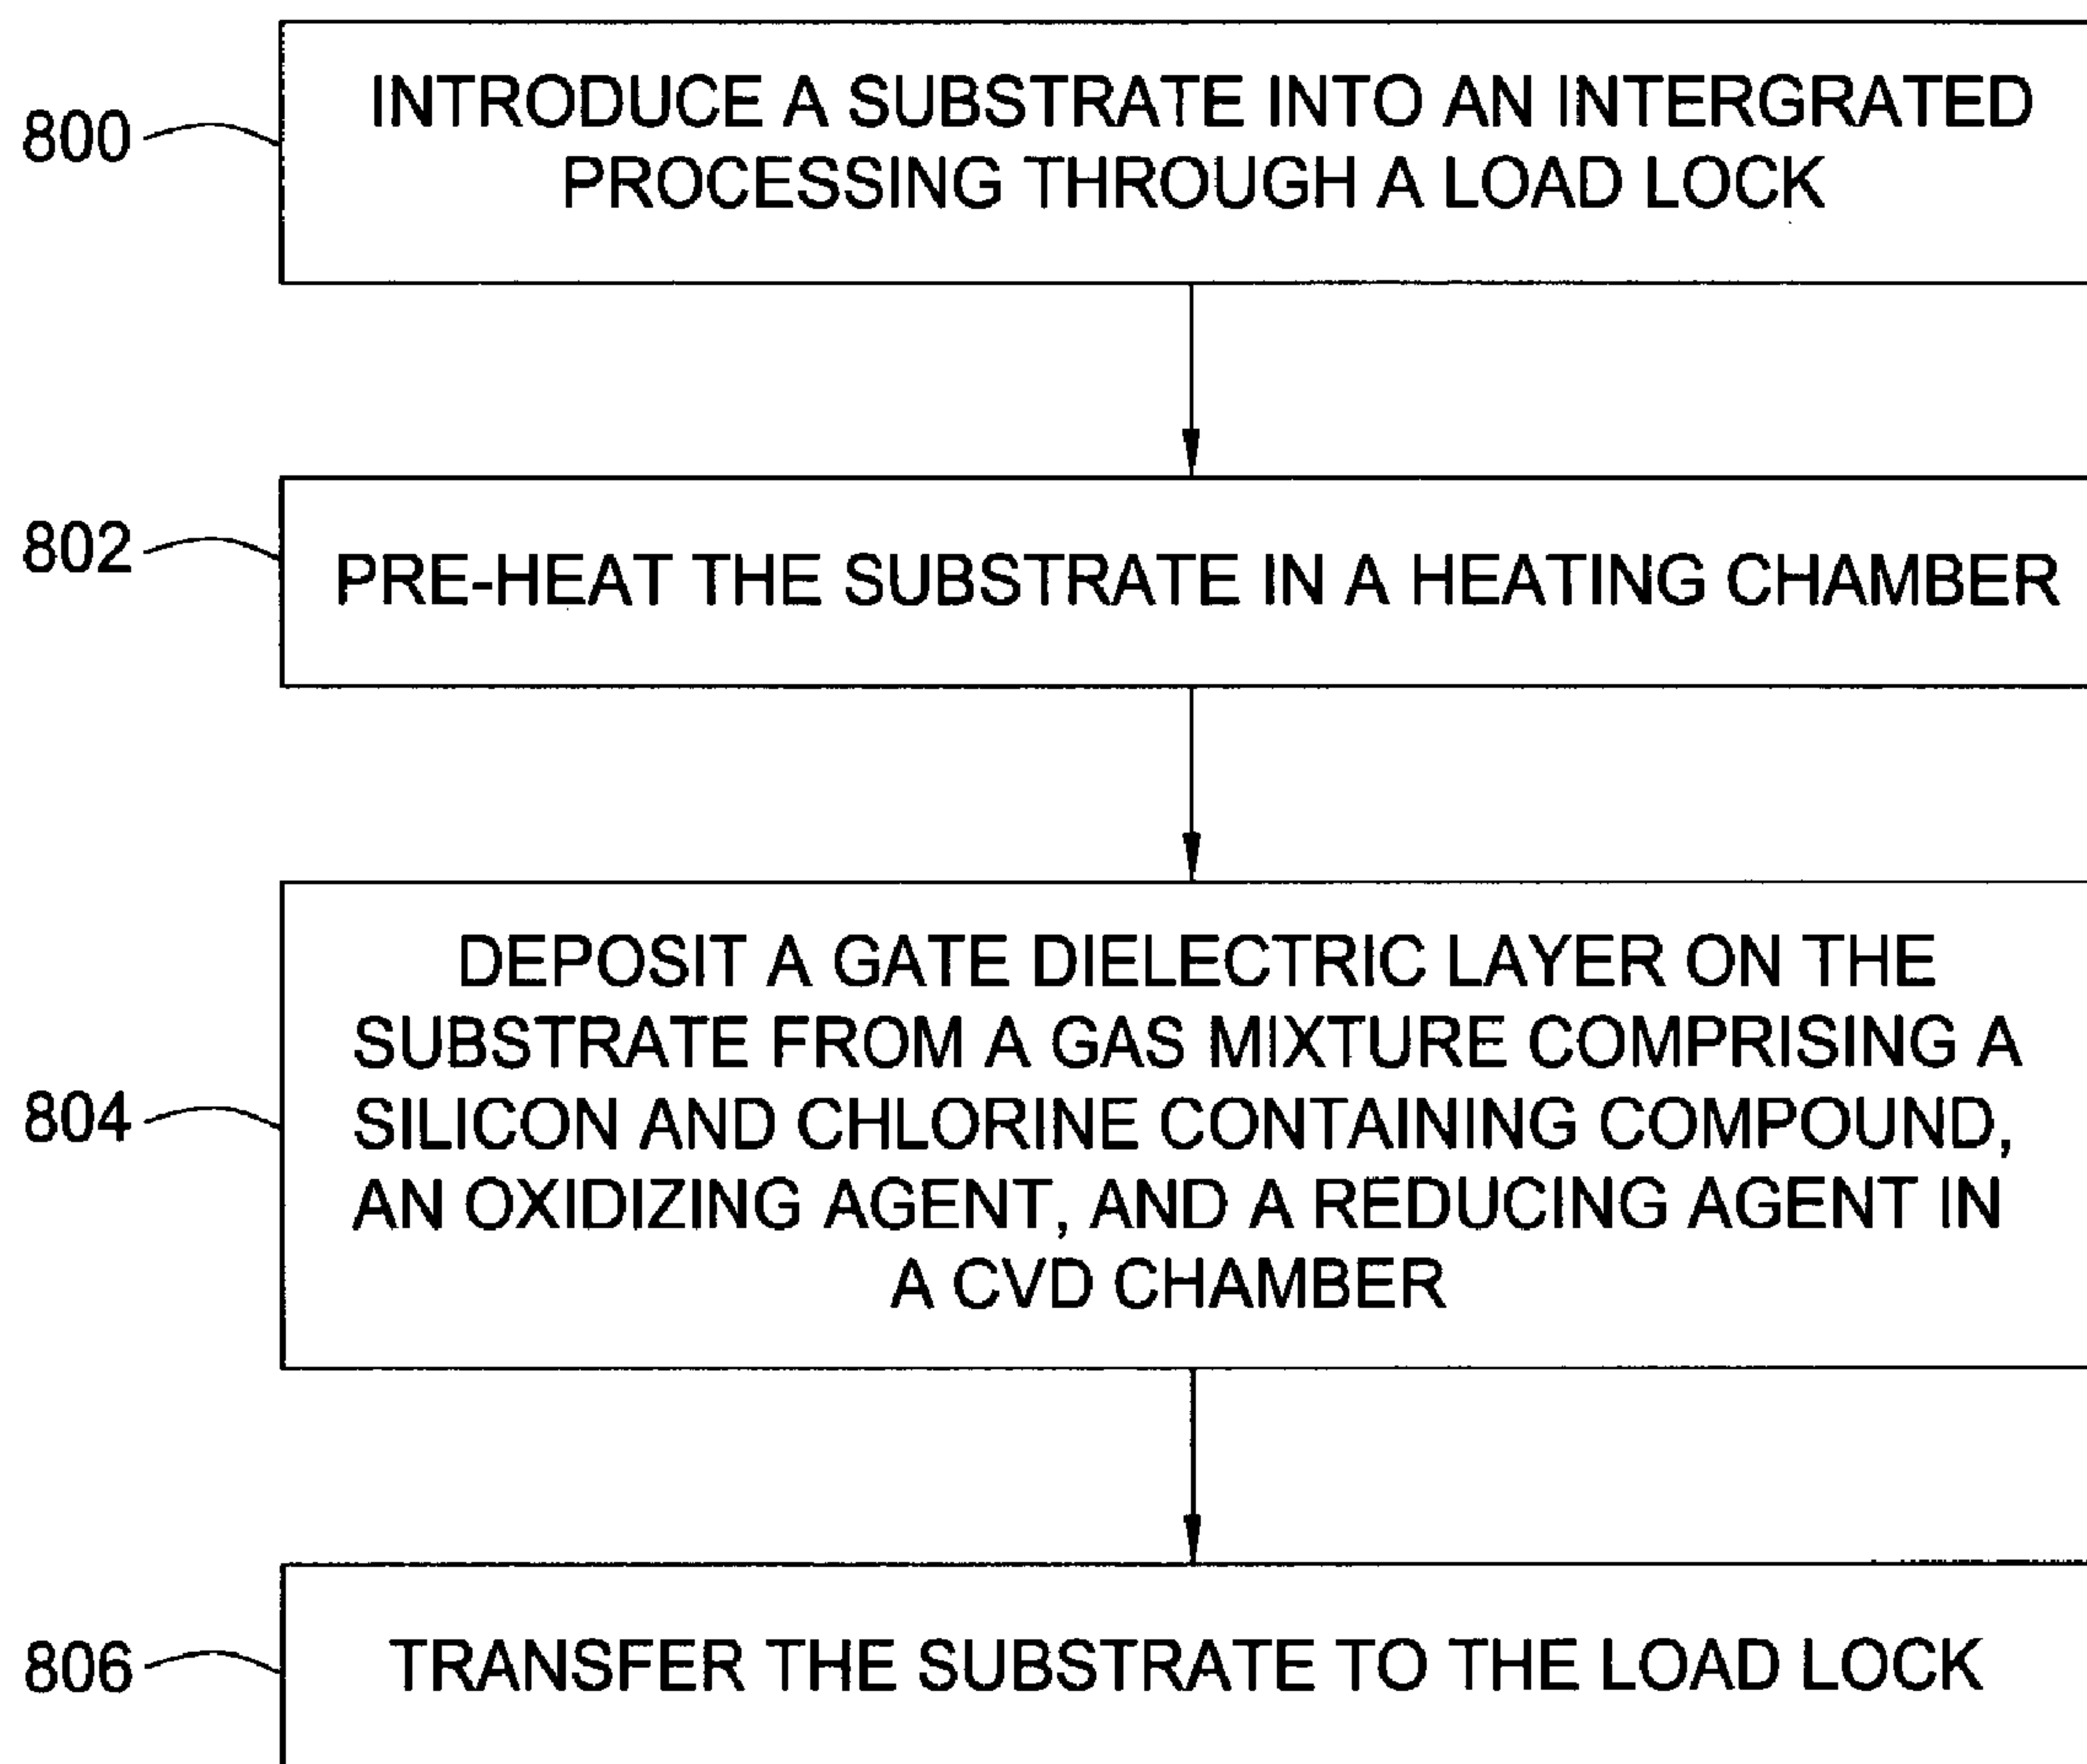 800
INTRODUCE A SUBSTRATE INTO AN INTERGRATED
PROCESSING THROUGH A LOAD LOCK
802
PRE-HEAT THE SUBSTRATE IN A HEATING CHAMBER
804
DEPOSIT A GATE DIELECTRIC LAYER ON THE
SUBSTRATE FROM A GAS MIXTURE COMPRISING A
SILICON AND CHLORINE CONTAINING COMPOUND,
AN OXIDIZING AGENT, AND A REDUCING AGENT IN
A CVD CHAMBER
806
TRANSFER THE SUBSTRATE TO THE LOAD LOCK